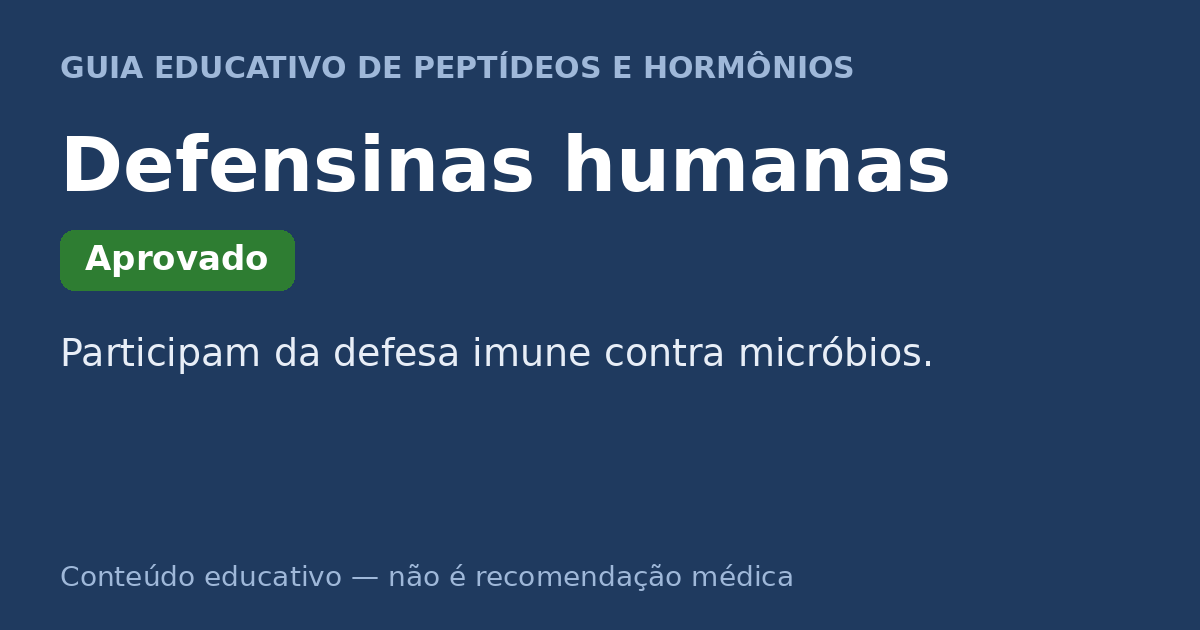 GUIA EDUCATIVO DE PEPTÍDEOS E HORMÔNIOS
Defensinas humanas
Aprovado
Participam da defesa imune contra micróbios.
Conteúdo educativo — não é recomendação médica